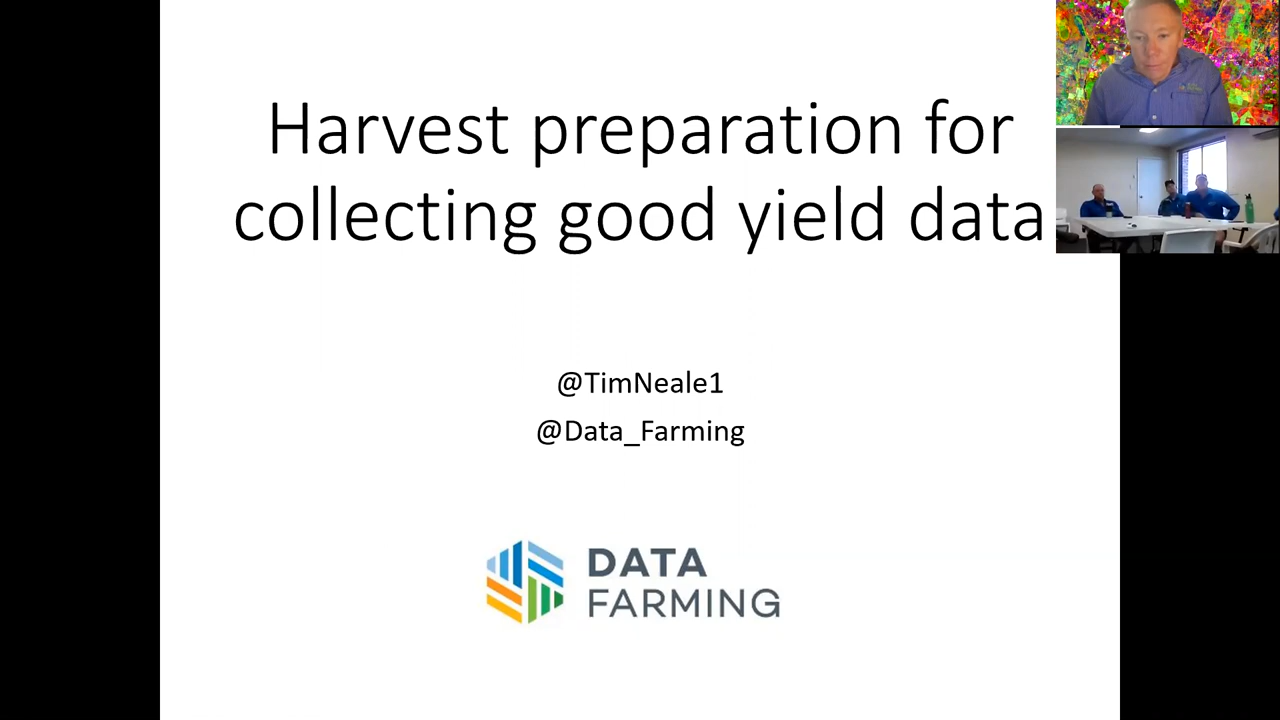 Harvest preparation for
collecting good yield data
@TimNeale1
@Data_Farming
DATA
FARMING